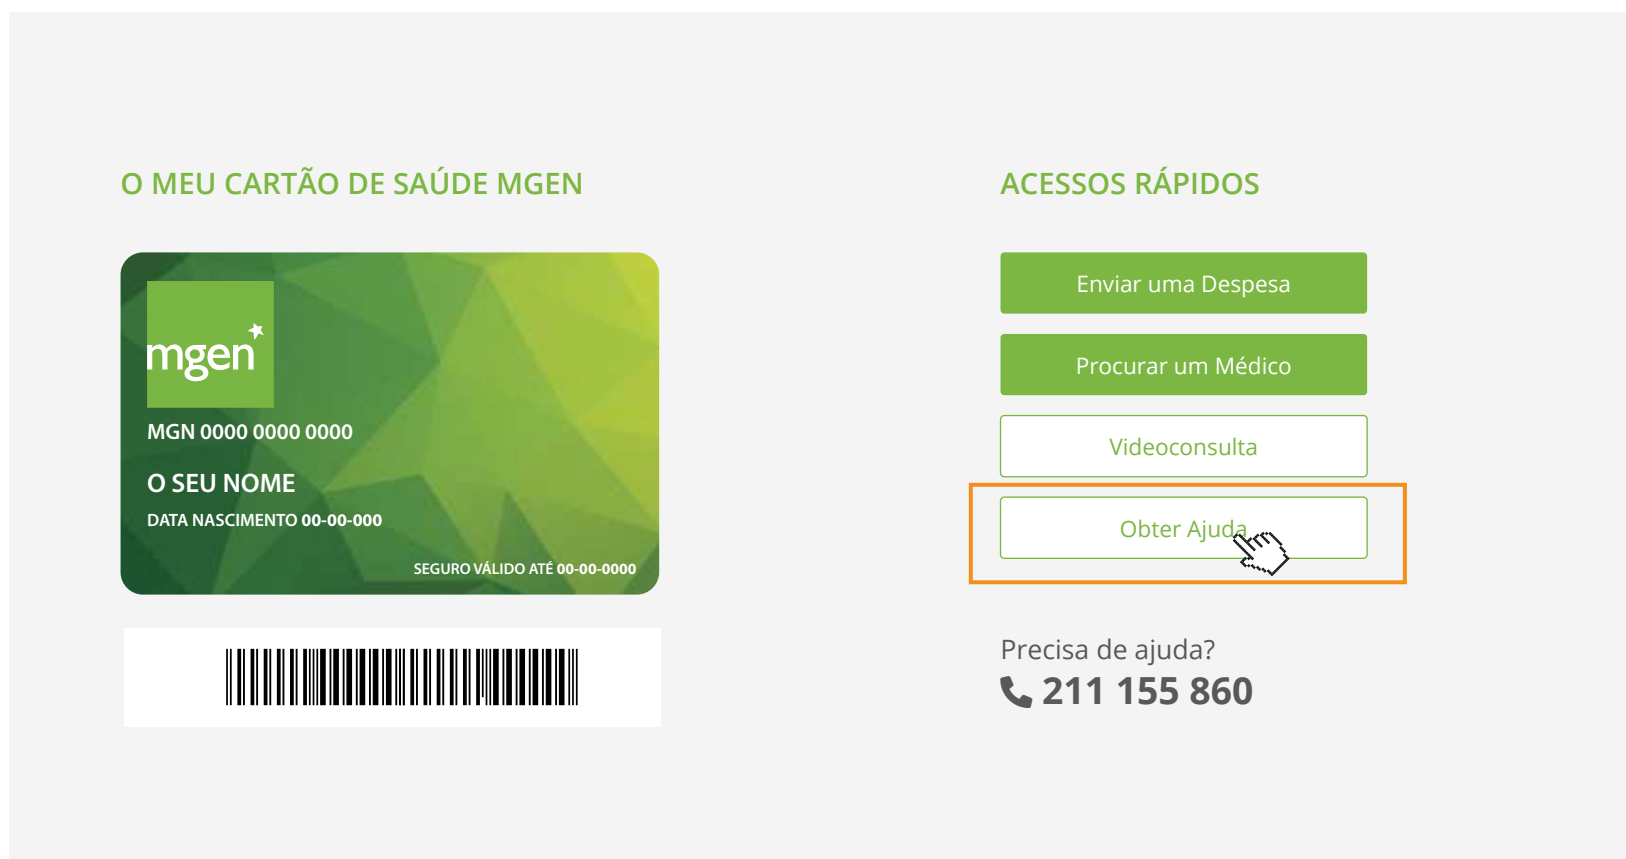 O MEU CARTÃO DE SAÚDE MGEN
mgen
MGN 0000 0000 0000
O SEU NOME
DATA NASCIMENTO 00-00-000
SEGURO VÁLIDO ATÉ 00-00-0000
ACESSOS RÁPIDOS
Enviar uma Despesa
Procurar um Médico
Videoconsulta
Obter Ajuda
Precisa de ajuda?
211 155 860